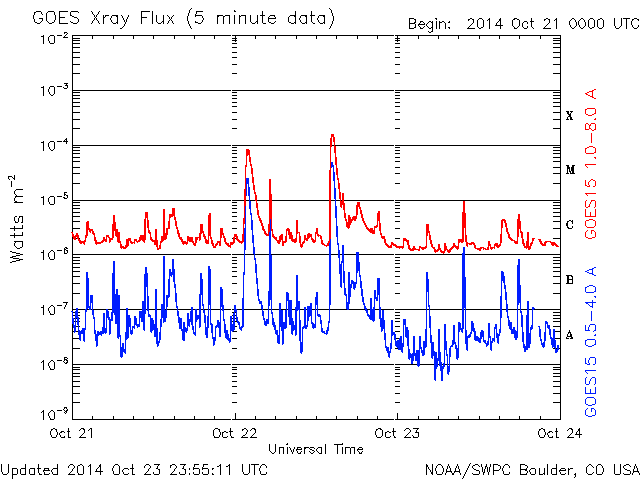 GOES Xray Flux (5 minute data)
Begin: 2014 Oct 21 0000 UTC
10-2
10-3
10-4
10-5
10-6
10-7
10-8
10-9
Watts m-2
X
M
C
B
A
GOES15 1.0-8.0 A
GOES15 0.5-4.0 A
Oct 21
Oct 22
Oct 23
Oct 24
Universal Time
Updated 2014 Oct 23 23:55:11 UTC
NOAA/SWPC Boulder, CO USA